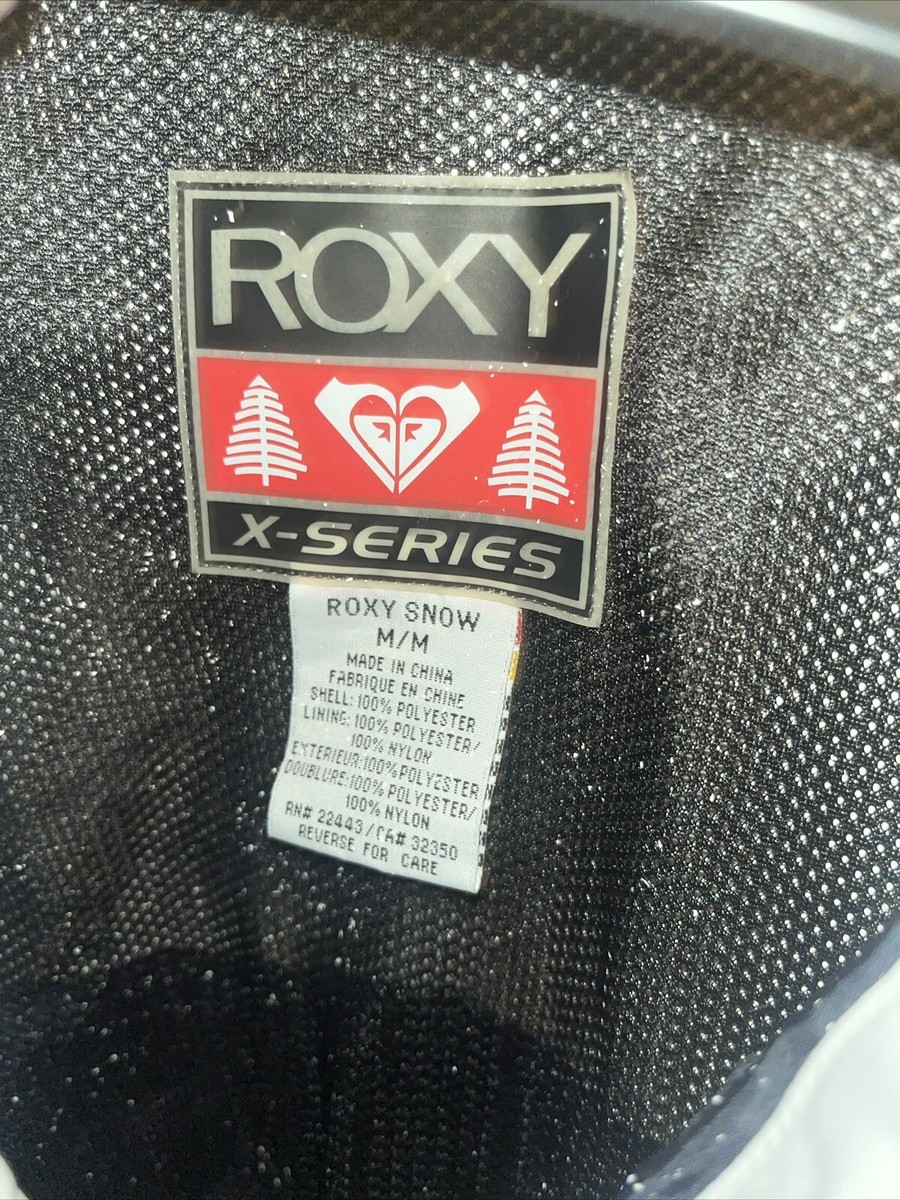 ROXY
X-SERIES
ROXY SNOW
M/M
MADE IN CHINA
FABRIQUE EN CHINE
SHELL: 100% POLYESTER
LINING: 100% POLYESTER/
100% NYLON
EXTERIEUR: 100% POLYESTER
DOUBLURE: 100% POLYESTER/
100% NYLON
RN# 22443 / CA# 32350
REVERSE FOR CARE